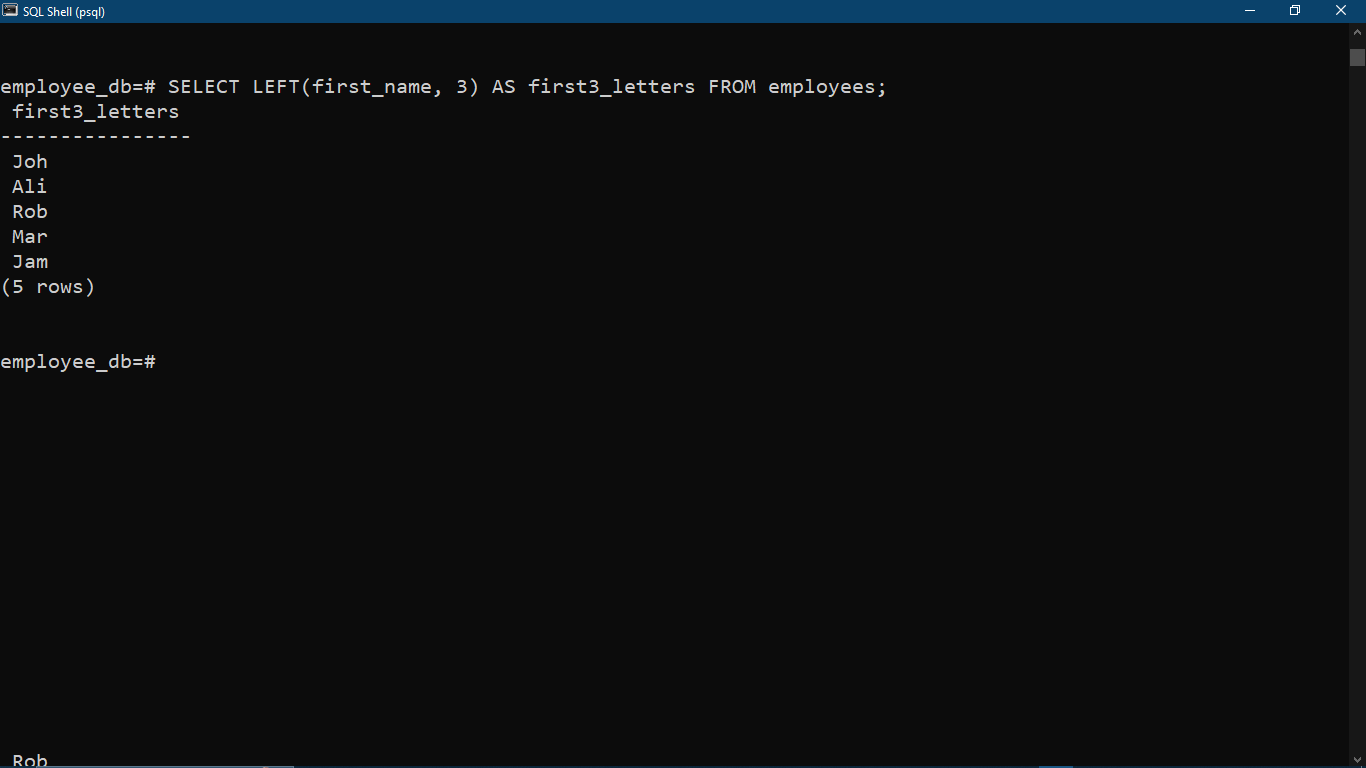 SQL Shell (psql)
employee_db=# SELECT LEFT(first_name, 3) AS first3_letters FROM employees;
 first3_letters
----------------
 Joh
 Ali
 Rob
 Mar
 Jam
(5 rows)
employee_db=#
 Rob